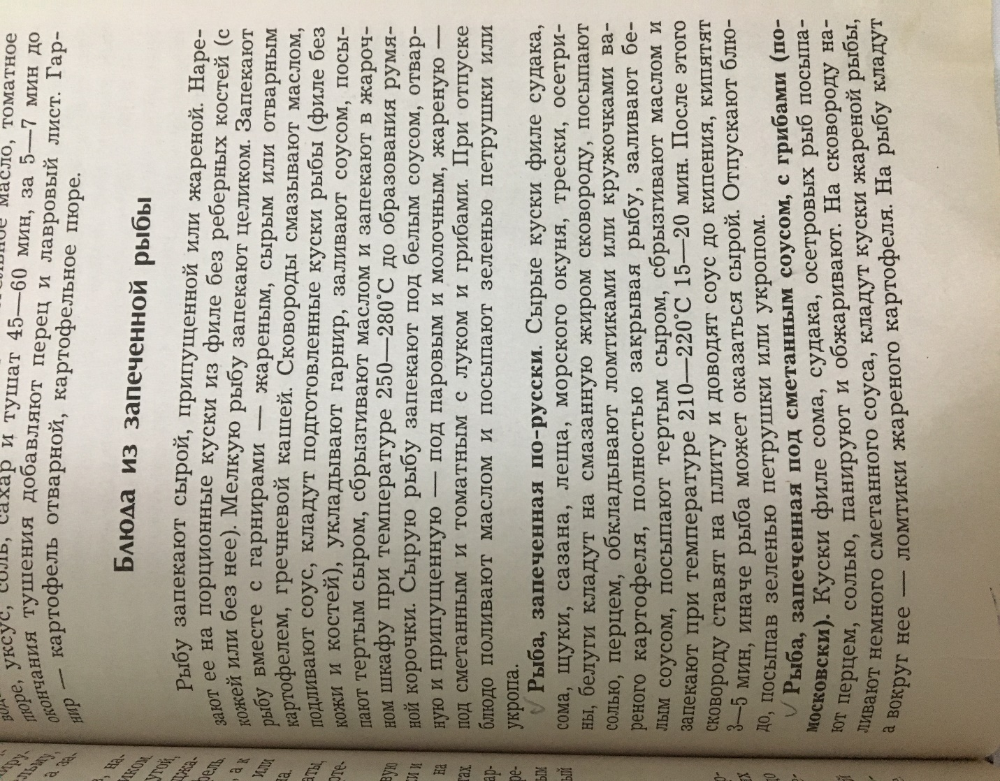 уксус, соль, сахар и тушат 45—60 мин, за 5—7 мин до
пюре, масло, томатное
окончания тушения добавляют перец и лавровый лист. Гар-
нир — картофель отварной, картофельное пюре.
Блюда из запеченной рыбы
Рыбу запекают сырой, припущенной или жареной. Наре-
зают ее на порционные куски из филе без реберных костей (с
кожей или без нее). Мелкую рыбу запекают целиком. Запекают
рыбу вместе с гарнирами — жареным, сырым или отварным
картофелем, гречневой кашей. Сковороды смазывают маслом,
подливают соус, кладут подготовленные куски рыбы (филе без
кожи и костей), укладывают гарнир, заливают соусом, посы-
пают тертым сыром, сбрызгивают маслом и запекают в жароч-
ном шкафу при температуре 250—280°С до образования румя-
ной корочки. Сырую рыбу запекают под белым соусом, отвар-
ную и припущенную — под паровым и молочным, жареную —
под сметанным и томатным с луком и грибами. При отпуске
блюдо поливают маслом и посыпают зеленью петрушки или
укропа.
Рыба, запеченная по-русски. Сырые куски филе судака,
сома, щуки, сазана, леща, морского окуня, трески, осетри-
ны, белуги кладут на смазанную жиром сковороду, посыпают
солью, перцем, обкладывают ломтиками или кружочками ва-
реного картофеля, полностью закрывая рыбу, заливают бе-
лым соусом, посыпают тертым сыром, сбрызгивают маслом и
запекают при температуре 210—220°С 15—20 мин. После этого
сковороду ставят на плиту и доводят соус до кипения, кипятят
3—5 мин, иначе рыба может оказаться сырой. Отпускают блю-
до, посыпав зеленью петрушки или укропом.
Рыба, запеченная под сметанным соусом, с грибами (по-
московски). Куски филе сома, судака, осетровых рыб посыпа-
ют перцем, солью, панируют и обжаривают. На сковороду на-
ливают немного сметанного соуса, кладут куски жареной рыбы,
а вокруг нее — ломтики жареного картофеля. На рыбу кладут